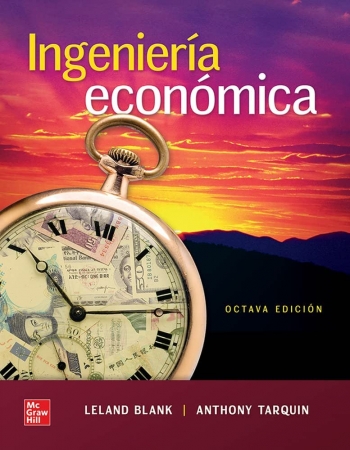 Ingeniería
económica
OCTAVA EDICIÓN
Mc
Graw
Hill
LELAND BLANK | ANTHONY TARQUIN